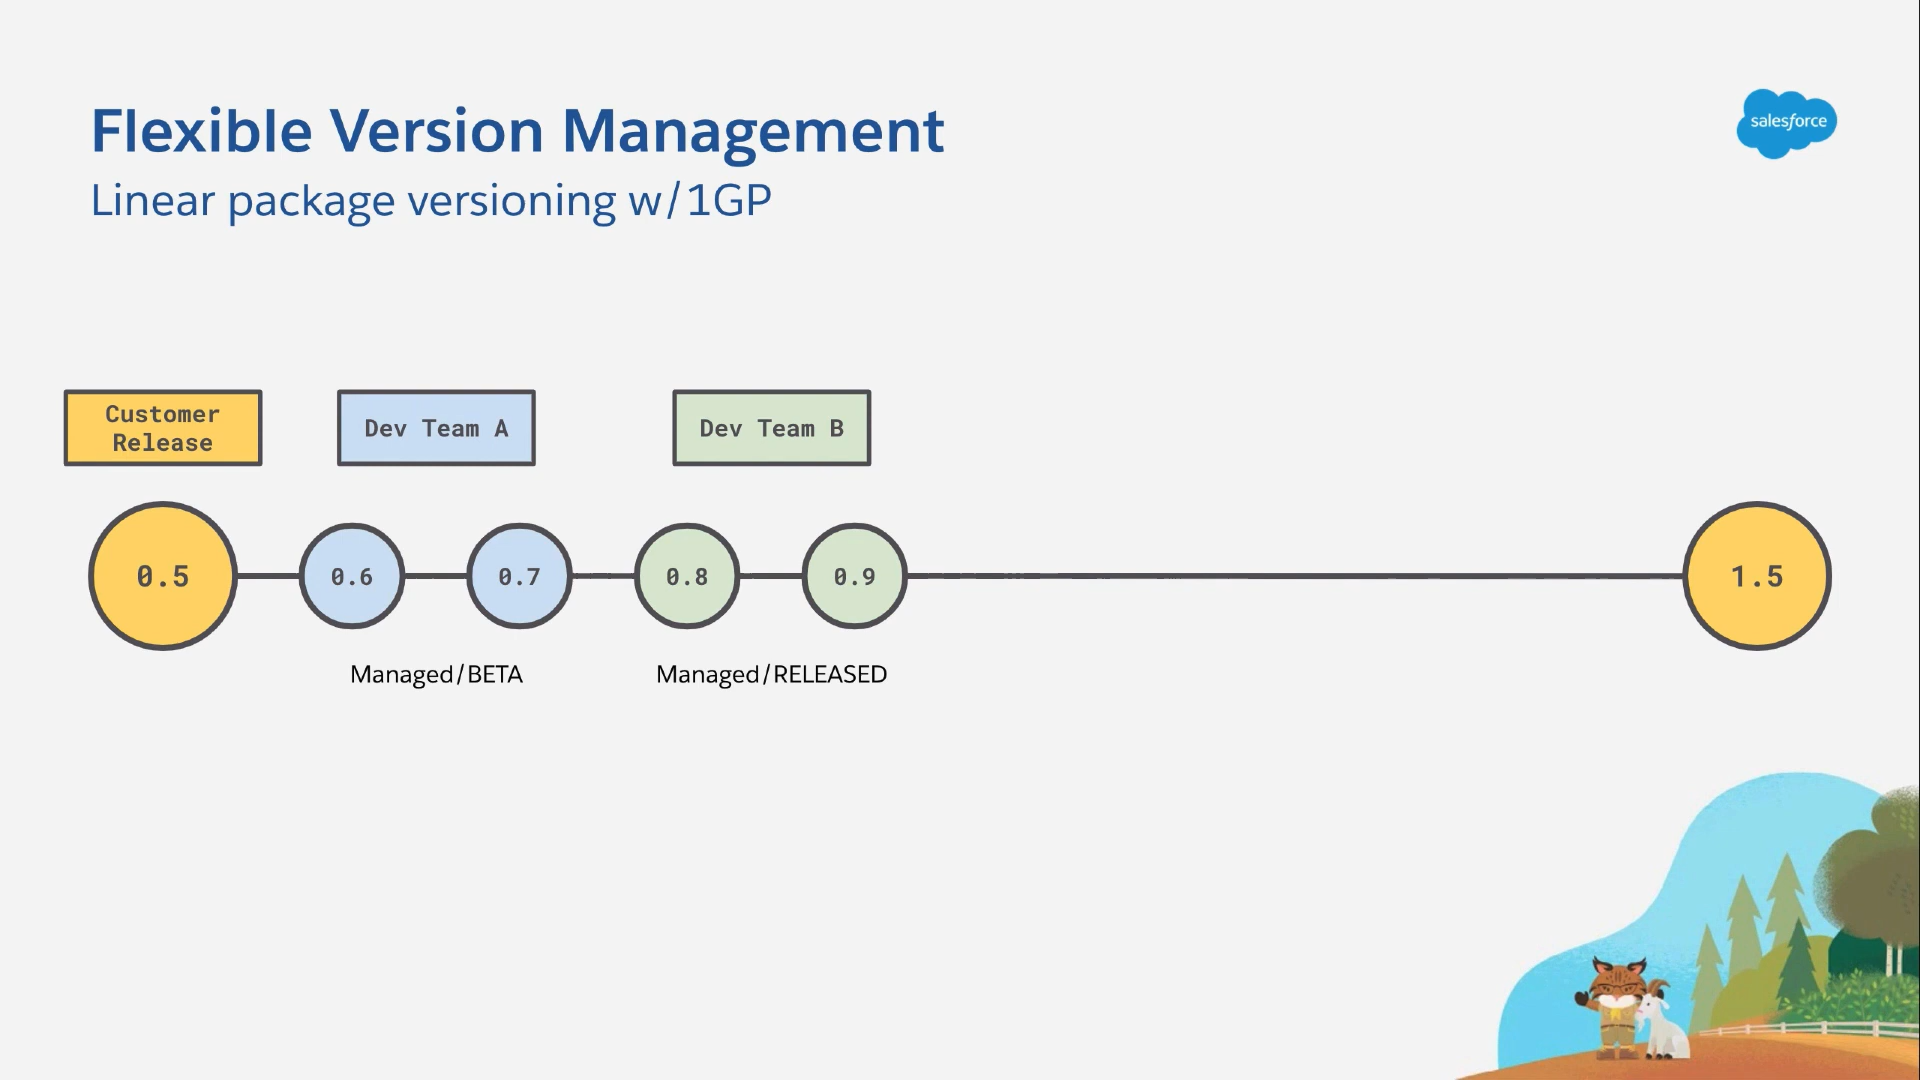 Flexible Version Management
Linear package versioning w/1GP
salesforce
Customer
Release
Dev Team A
Dev Team B
0.5
0.6
0.7
0.8
0.9
1.5
Managed/BETA
Managed/RELEASED